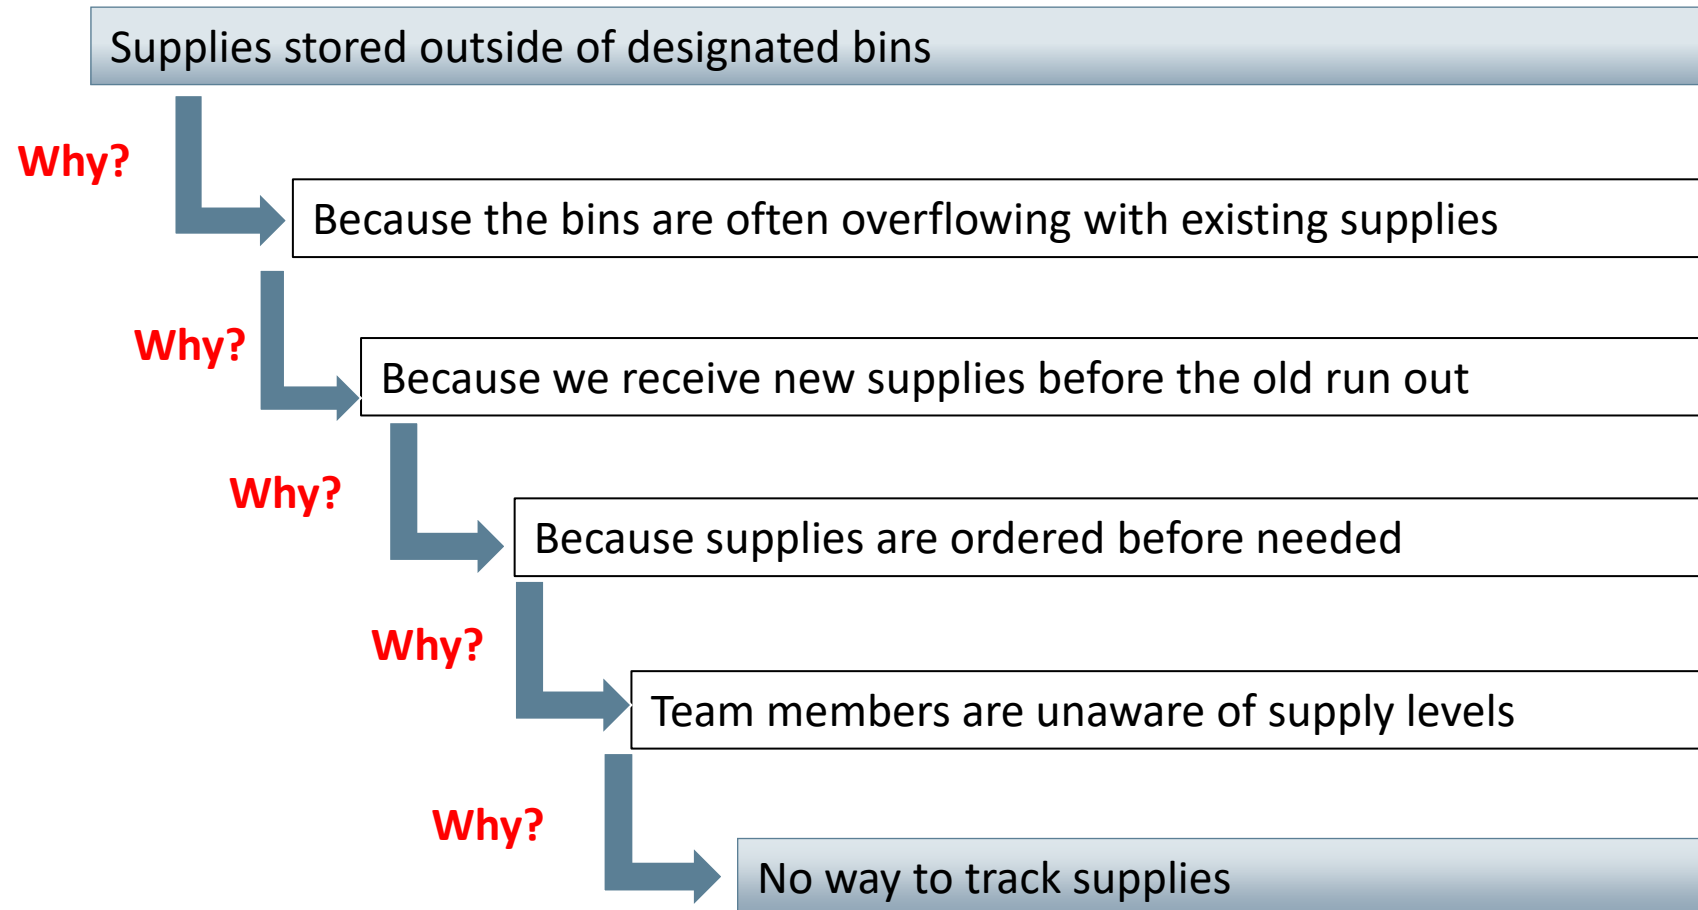 Supplies stored outside of designated bins
Why?
Because the bins are often overflowing with existing supplies
Why?
Because we receive new supplies before the old run out
Why?
Because supplies are ordered before needed
Why?
Team members are unaware of supply levels
Why?
No way to track supplies